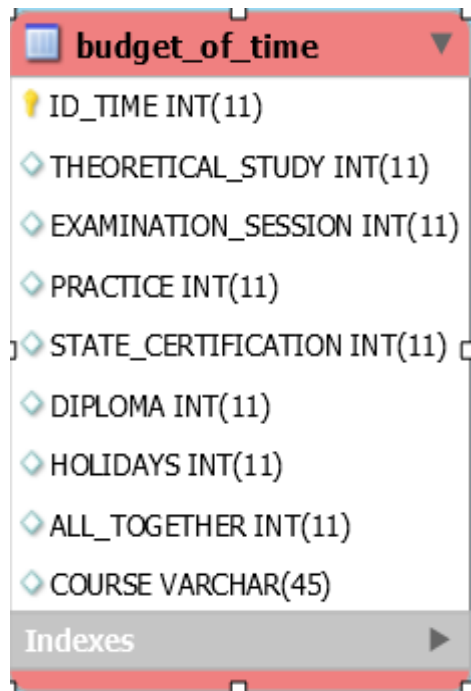 budget_of_time
ID_TIME INT(11)
THEORETICAL_STUDY INT(11)
EXAMINATION_SESSION INT(11)
PRACTICE INT(11)
STATE_CERTIFICATION INT(11)
DIPLOMA INT(11)
HOLIDAYS INT(11)
ALL_TOGETHER INT(11)
COURSE VARCHAR(45)
Indexes